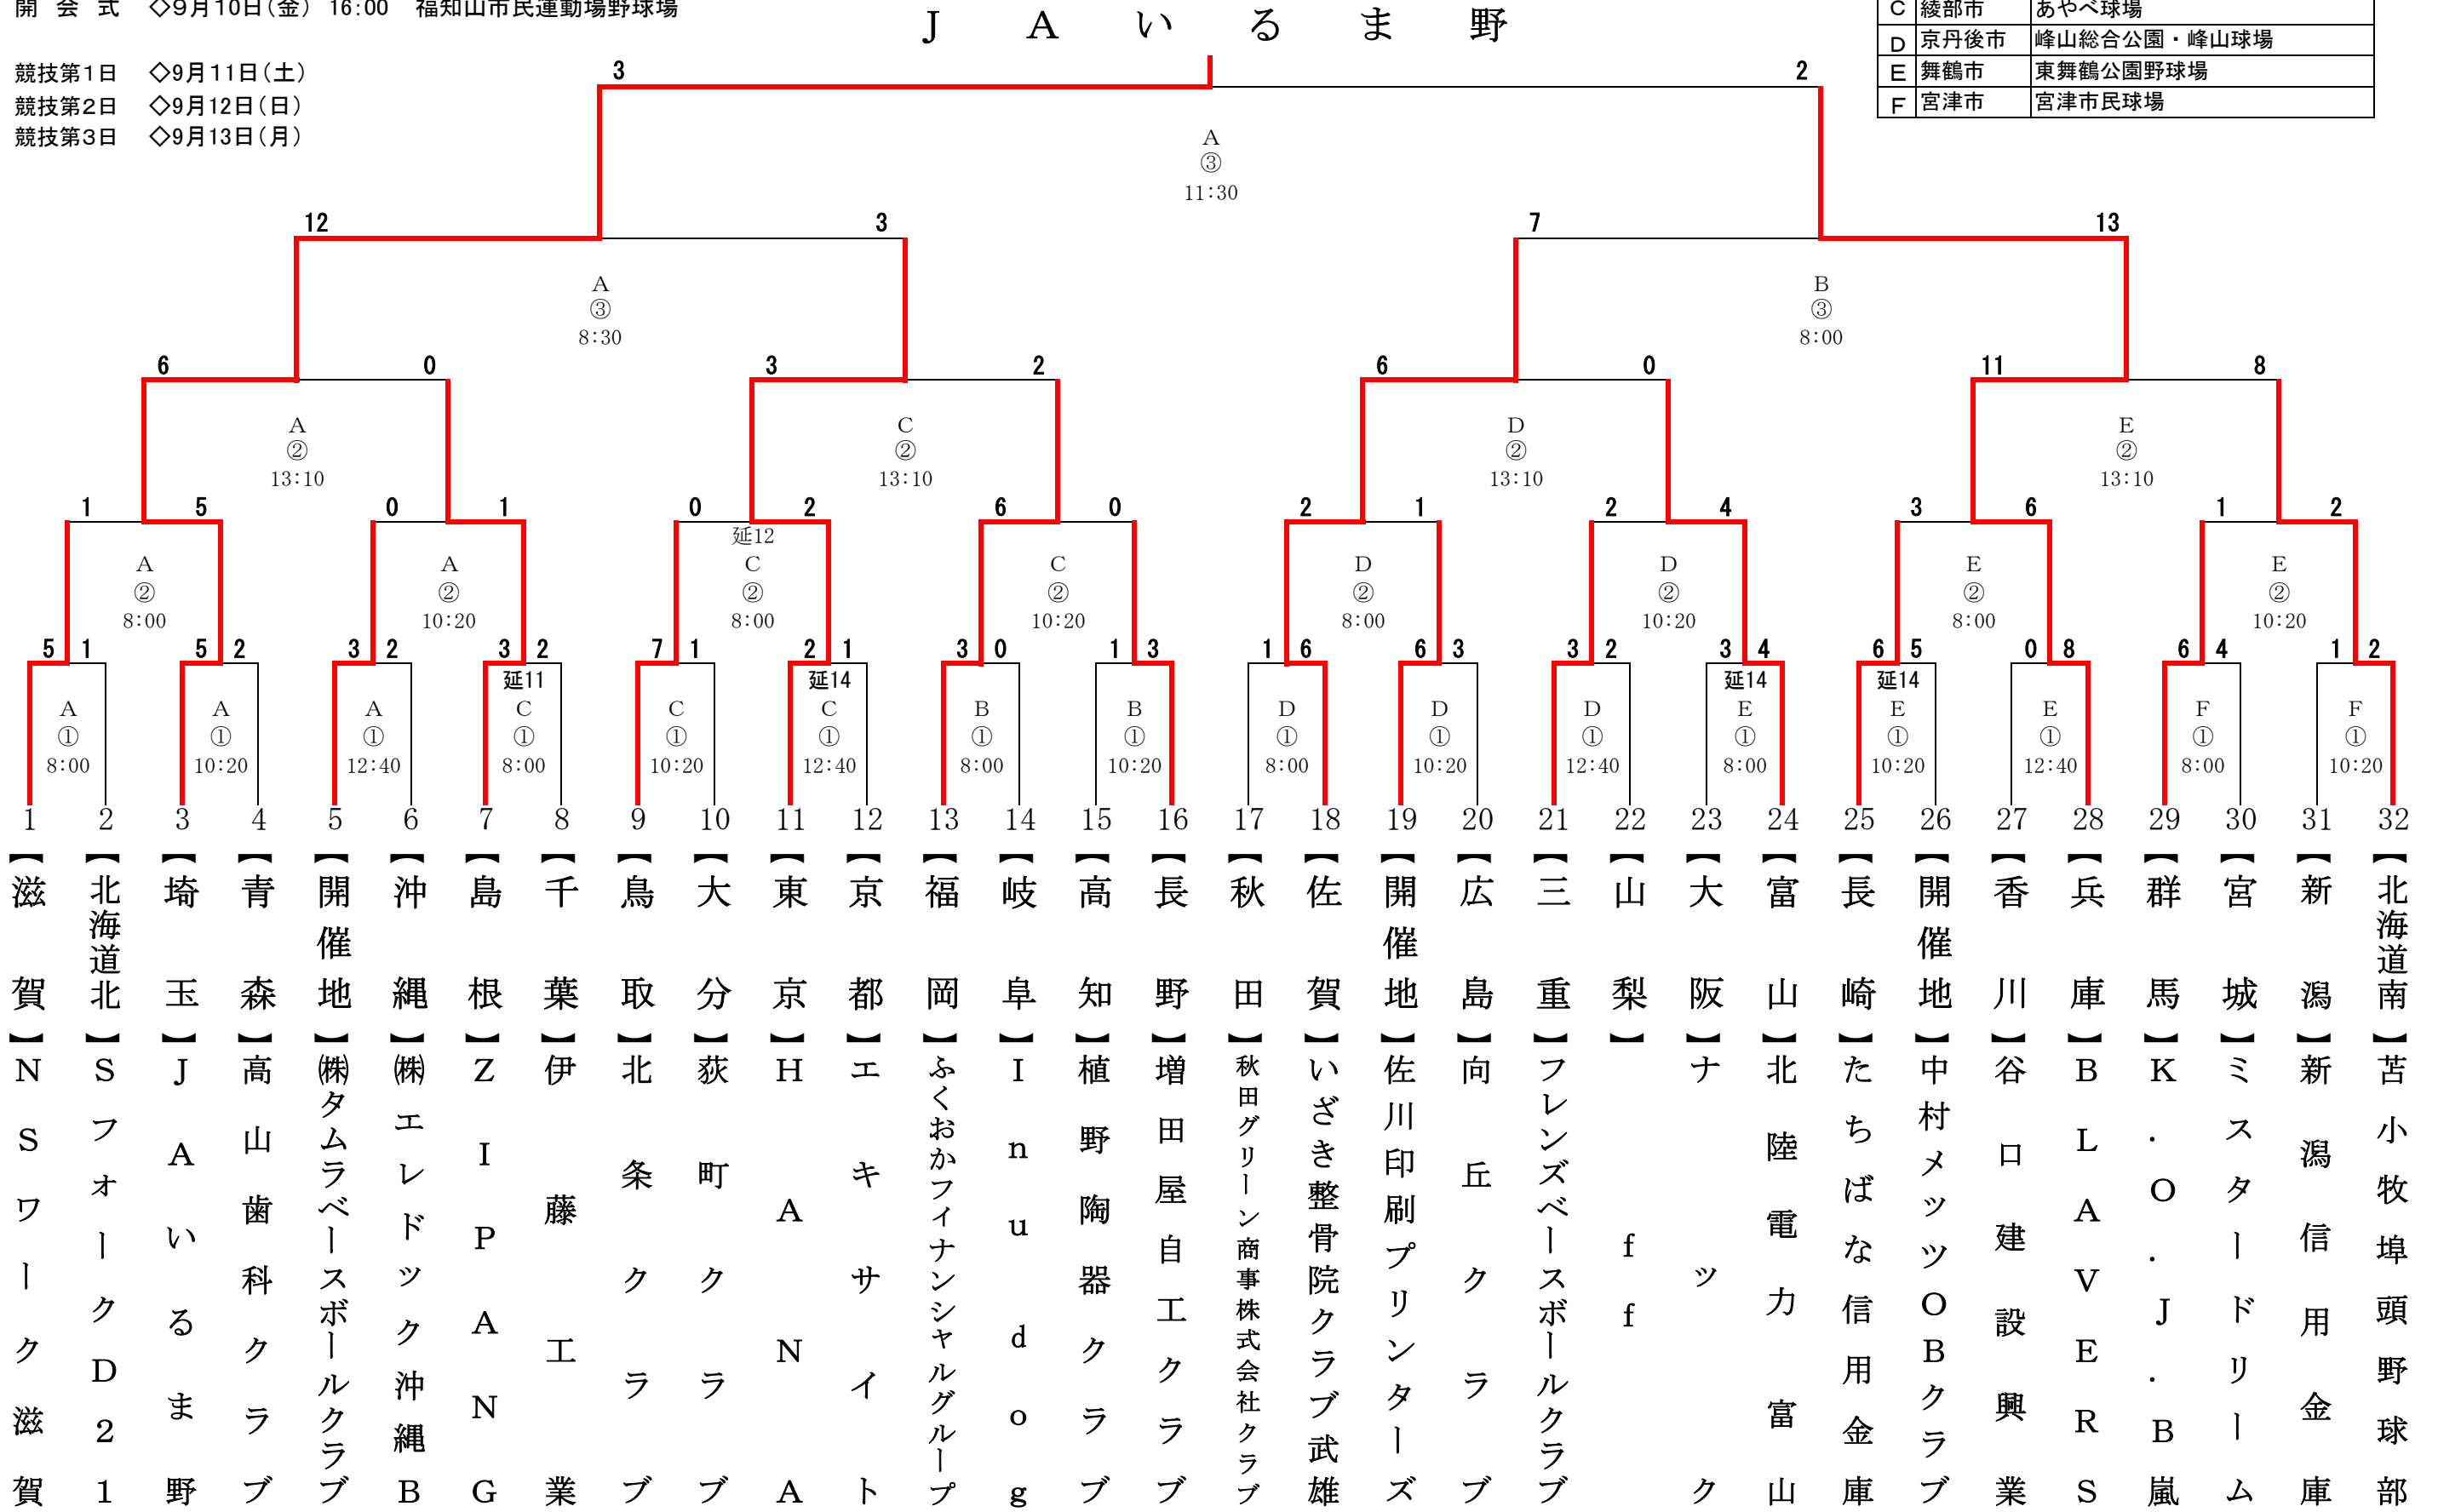 開 会 式 ◇9月10日(金) 16:00 福知山市民運動場野球場
競技第1日 ◇9月11日(土)
競技第2日 ◇9月12日(日)
競技第3日 ◇9月13日(月)
JAいるま野
C 綾部市 あやべ球場
D 京丹後市 峰山総合公園・峰山球場
E 舞鶴市 東舞鶴公園野球場
F 宮津市 宮津市民球場
3 2
A
③
11:30
12 3 7 13
A B
③ ③
8:30 8:00
6 0 3 2 6 0 11 8
A C D E
② ② ② ②
13:10 13:10 13:10 13:10
1 5 0 1 0 2 6 0 2 1 2 4 3 6 1 2
延12
A A C C D D E E
② ② ② ② ② ② ② ②
8:00 10:20 8:00 10:20 8:00 10:20 8:00 10:20
5 1 5 2 3 2 3 2 7 1 2 1 3 0 1 3 1 6 6 3 3 2 3 4 6 5 0 8 6 4 1 2
延11 延14 延14 延14
A A A C C C B B D D D E E E F F
① ① ① ① ① ① ① ① ① ① ① ① ① ① ① ①
8:00 10:20 12:40 8:00 10:20 12:40 8:00 10:20 8:00 10:20 12:40 8:00 10:20 12:40 8:00 10:20
1 【滋賀】 NSワーク滋賀
2 【北海道北】 SフォークD21
3 【埼玉】 JAいるま野
4 【青森】 高山歯科クラブ
5 【開催地】 ㈱タムラベースボールクラブ
6 【沖縄】 ㈱エレドック沖縄B
7 【島根】 ZIPANG
8 【千葉】 伊藤工業
9 【鳥取】 北条クラブ
10 【大分】 荻町クラブ
11 【東京】 HANA
12 【京都】 エキサイト
13 【福岡】 ふくおかフィナンシャルグループ
14 【岐阜】 Inudog
15 【高知】 植野陶器クラブ
16 【長野】 増田屋自工クラブ
17 【秋田】 秋田グリーン商事株式会社クラブ
18 【佐賀】 いざき整骨院クラブ武雄
19 【開催地】 佐川印刷プリンターズ
20 【広島】 向丘クラブ
21 【三重】 フレンズベースボールクラブ
22 【山梨】 ff
23 【大阪】 ナック
24 【富山】 北陸電力富山
25 【長崎】 たちばな信用金庫
26 【開催地】 中村メッツOBクラブ
27 【香川】 谷口建設興業
28 【兵庫】 BLAVERS
29 【群馬】 K.O.J.B嵐
30 【宮城】 ミスタードリーム
31 【新潟】 新潟信用金庫
32 【北海道南】 苫小牧埠頭野球部